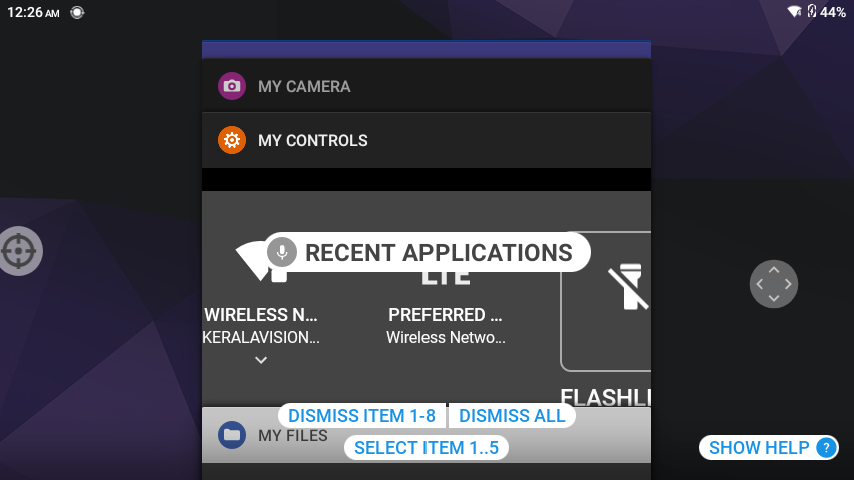 12:26 AM
44%
MY CAMERA
MY CONTROLS
RECENT APPLICATIONS
LTE
WIRELESS N...
PREFERRED ...
KERALAVISION...
Wireless Netwo...
FLASHLI
DISMISS ITEM 1-8
DISMISS ALL
MY FILES
SELECT ITEM 1..5
SHOW HELP ?